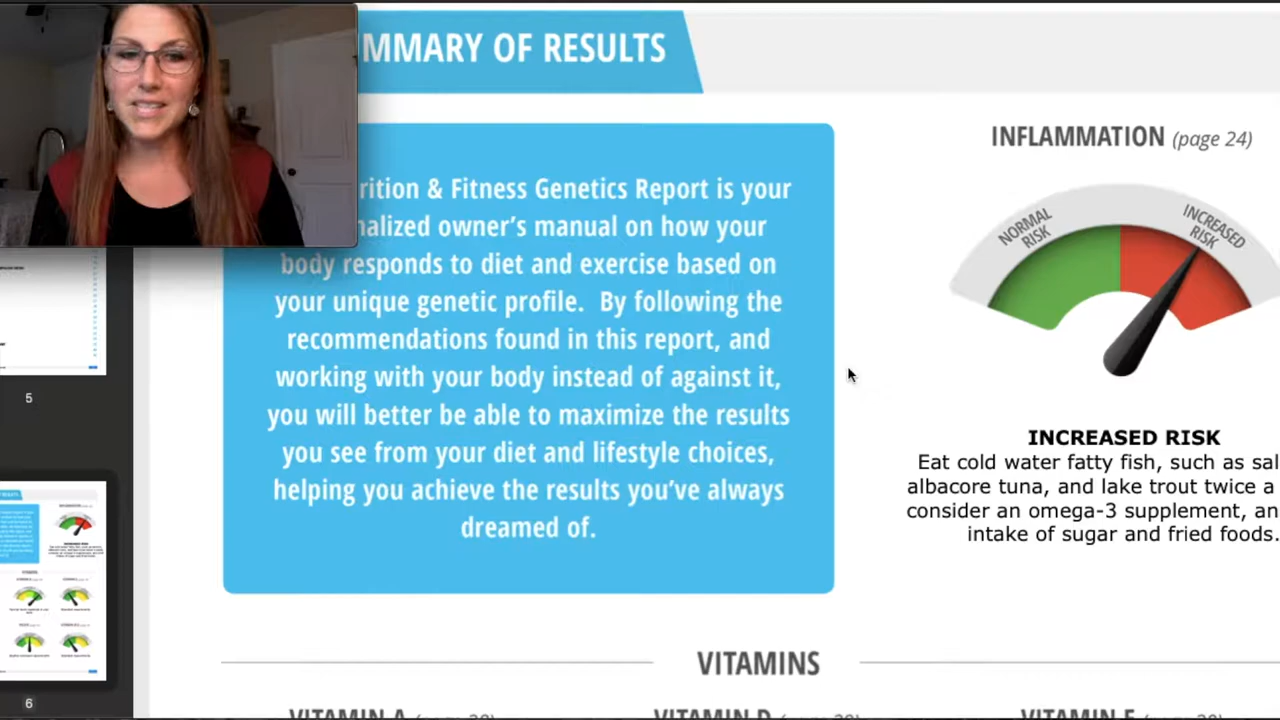 MMARY OF RESULTS
rition & Fitness Genetics Report is your
nalized owner's manual on how your
body responds to diet and exercise based on
your unique genetic profile. By following the
recommendations found in this report, and
working with your body instead of against it,
you will better be able to maximize the results
you see from your diet and lifestyle choices,
helping you achieve the results you've always
dreamed of.
INFLAMMATION (page 24)
NORMAL
RISK
INCREASED
RISK
INCREASED RISK
Eat cold water fatty fish, such as sal
albacore tuna, and lake trout twice a
consider an omega-3 supplement, an
intake of sugar and fried foods.
VITAMINS
VITAMIN A
VITAMIN D
VITAMIN E
5
6